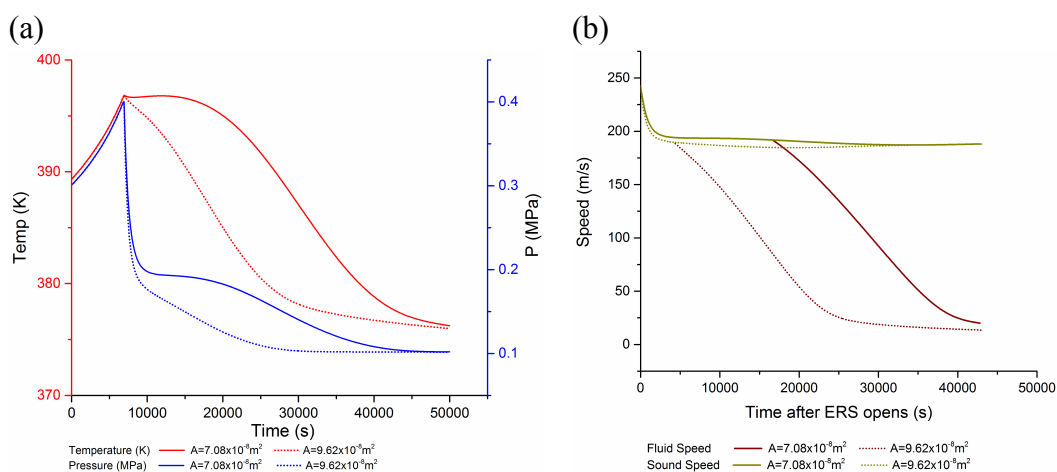 (a)
400
390
380
370
Temp (K)
0.4
0.3
0.2
0.1
P (MPa)
0 10000 20000 30000 40000 50000
Time (s)
Temperature (K) A=7.08x10⁻⁸m² A=9.62x10⁻⁸m²
Pressure (MPa) A=7.08x10⁻⁸m² A=9.62x10⁻⁸m²
(b)
250
200
150
100
50
0
Speed (m/s)
0 10000 20000 30000 40000 50000
Time after ERS opens (s)
Fluid Speed A=7.08x10⁻⁸m² A=9.62x10⁻⁸m²
Sound Speed A=7.08x10⁻⁸m² A=9.62x10⁻⁸m²